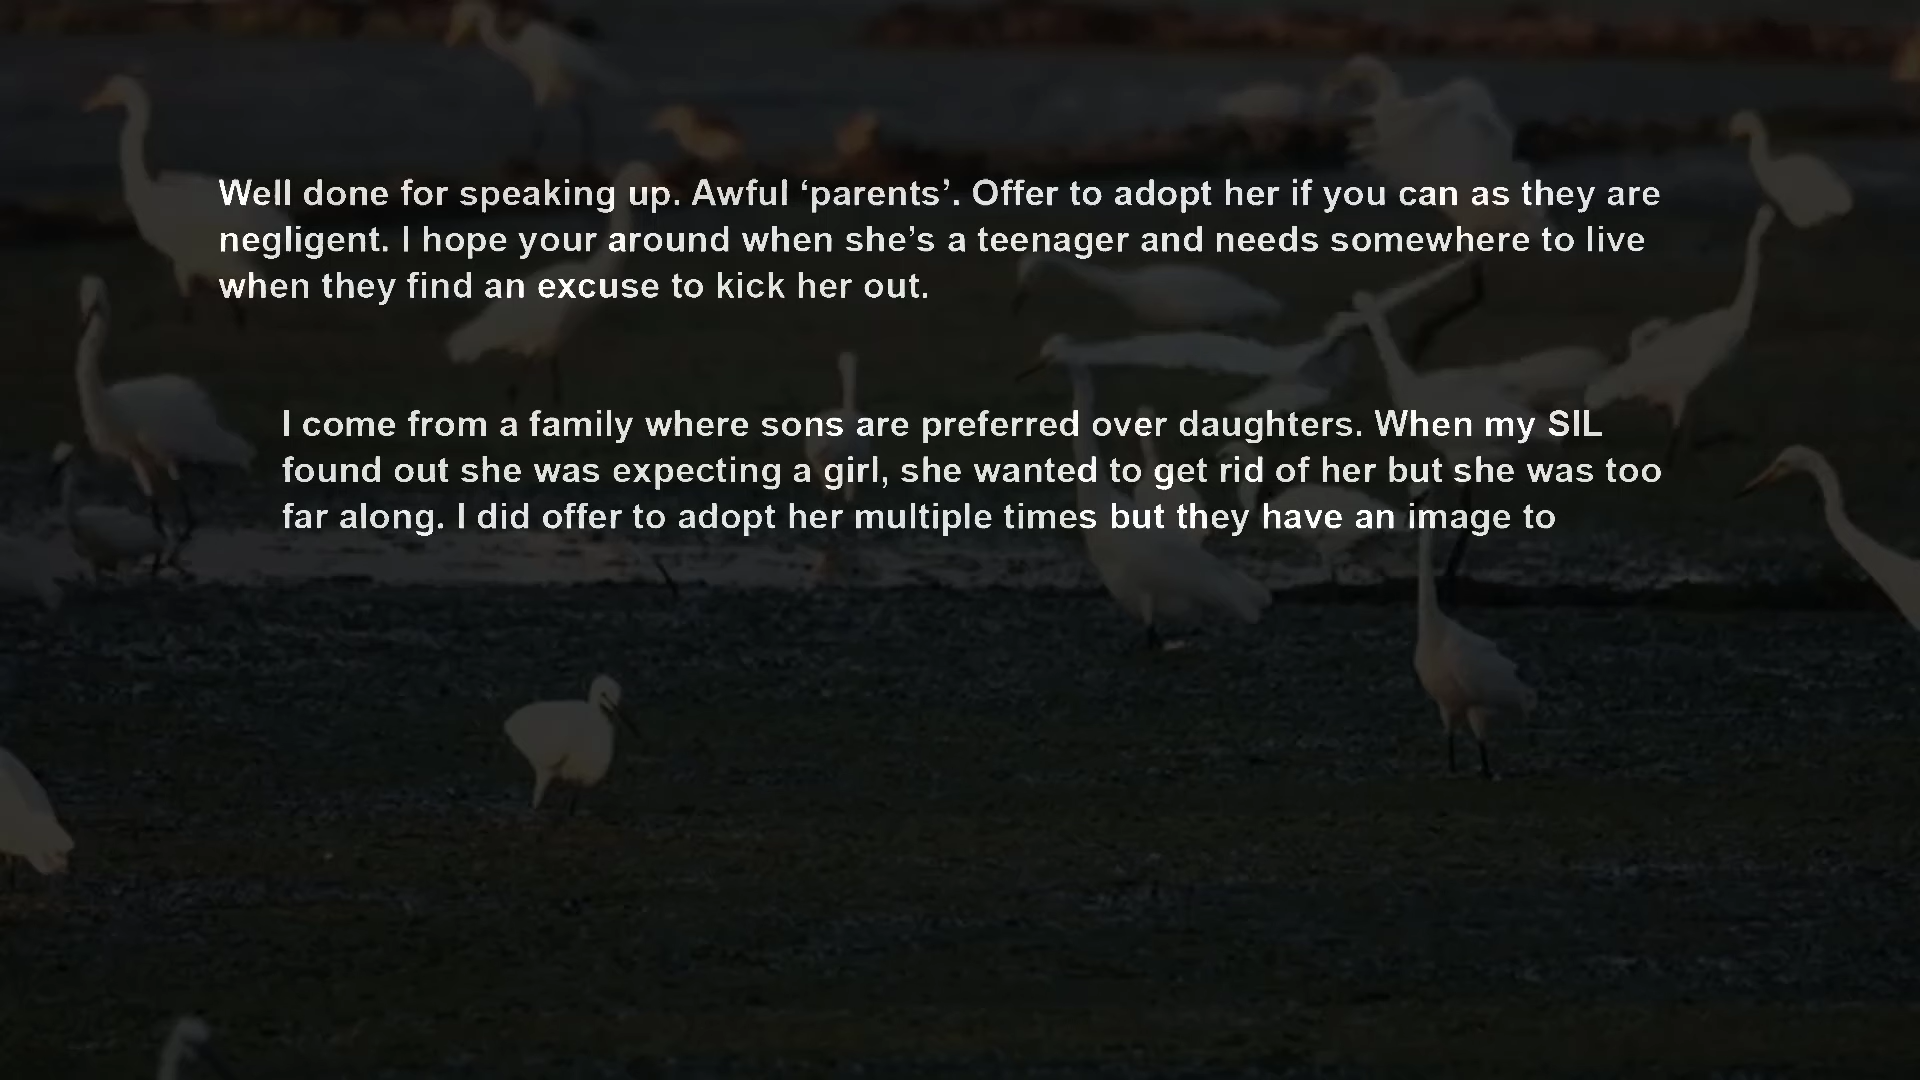 Well done for speaking up. Awful ‘parents’. Offer to adopt her if you can as they are
negligent. I hope your around when she’s a teenager and needs somewhere to live
when they find an excuse to kick her out.
I come from a family where sons are preferred over daughters. When my SIL
found out she was expecting a girl, she wanted to get rid of her but she was too
far along. I did offer to adopt her multiple times but they have an image to